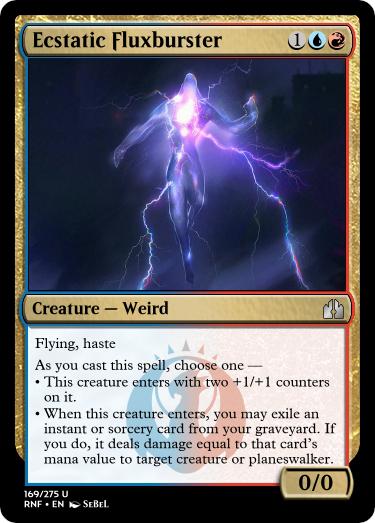 Ecstatic Fluxburster 1
Creature — Weird
Flying, haste
As you cast this spell, choose one —
• This creature enters with two +1/+1 counters
on it.
• When this creature enters, you may exile an
instant or sorcery card from your graveyard. If
you do, it deals damage equal to that card's
mana value to target creature or planeswalker.
0/0
169/275 U
RNF • EN SEBEL